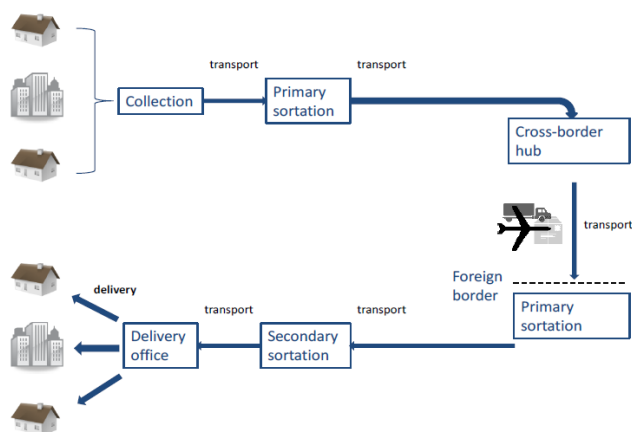 transport
transport
Collection
Primary
sortation
Cross-border
hub
transport
Foreign
border
Primary
sortation
delivery
transport
transport
Delivery
office
Secondary
sortation